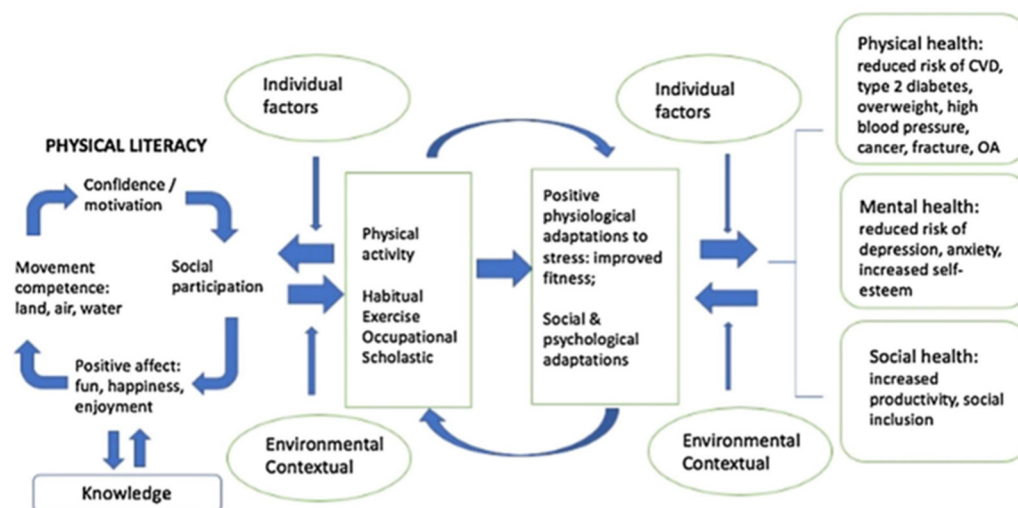 PHYSICAL LITERACY
Confidence /
motivation
Movement
competence:
land, air, water
Social
participation
Positive affect:
fun, happiness,
enjoyment
Knowledge
Individual
factors
Physical
activity
Habitual
Exercise
Occupational
Scholastic
Environmental
Contextual
Positive
physiological
adaptations to
stress: improved
fitness;
Social &
psychological
adaptations
Individual
factors
Environmental
Contextual
Physical health:
reduced risk of CVD,
type 2 diabetes,
overweight, high
blood pressure,
cancer, fracture, OA
Mental health:
reduced risk of
depression, anxiety,
increased self-
esteem
Social health:
increased
productivity, social
inclusion